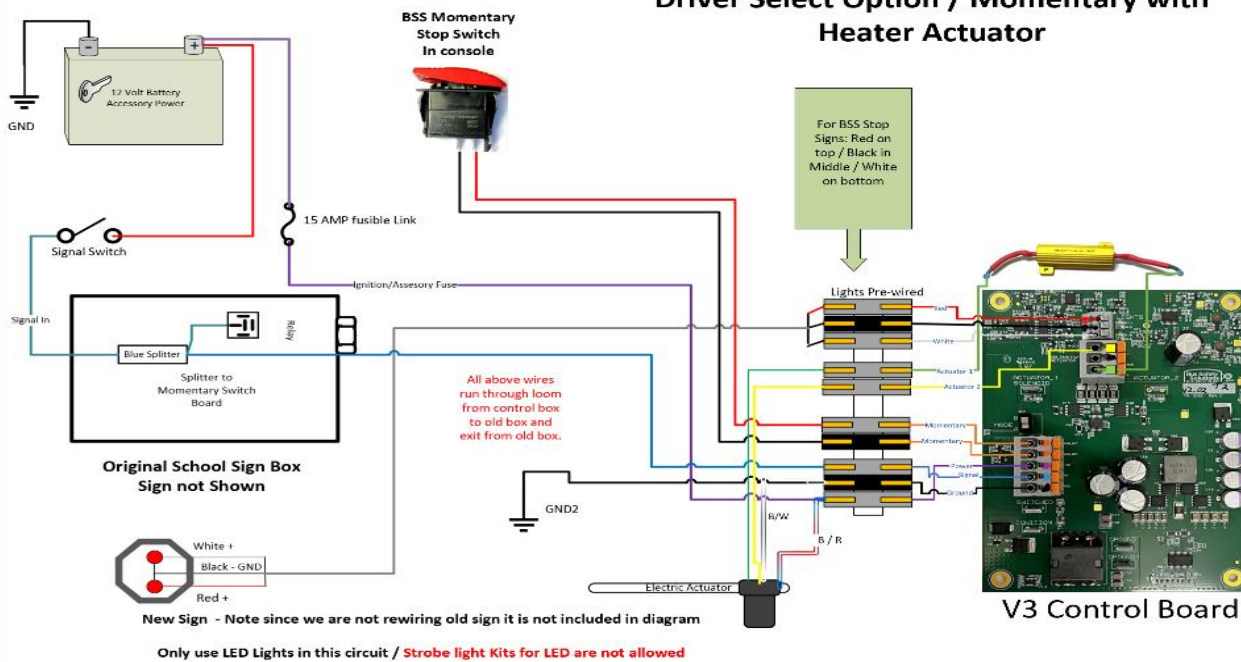 Driver Select Option / Momentary with
Heater Actuator
BSS Momentary
Stop Switch
In console
-
+
12 Volt Battery
Accessory Power
GND
For BSS Stop
Signs: Red on
top / Black in
Middle / White
on bottom
15 AMP fusible Link
Signal Switch
Ignition/Assesory Fuse
Lights Pre-wired
Red
White
Signal In
Relay
Blue Splitter
Splitter to
Momentary Switch
Board
Actuator 1
Actuator 2
ACTUATOR_1
SOLENOID
ACTUATOR_2
All above wires
run through loom
from control box
to old box and
exit from old box.
Momentary
Momentary
MODE
Power
Signal
Ground
Original School Sign Box
Sign not Shown
GND2
B/W
B / R
SWITCHED
IGNITION
White +
Black - GND
Red +
Electric Actuator
V3 Control Board
New Sign - Note since we are not rewiring old sign it is not included in diagram
Only use LED Lights in this circuit / Strobe light Kits for LED are not allowed